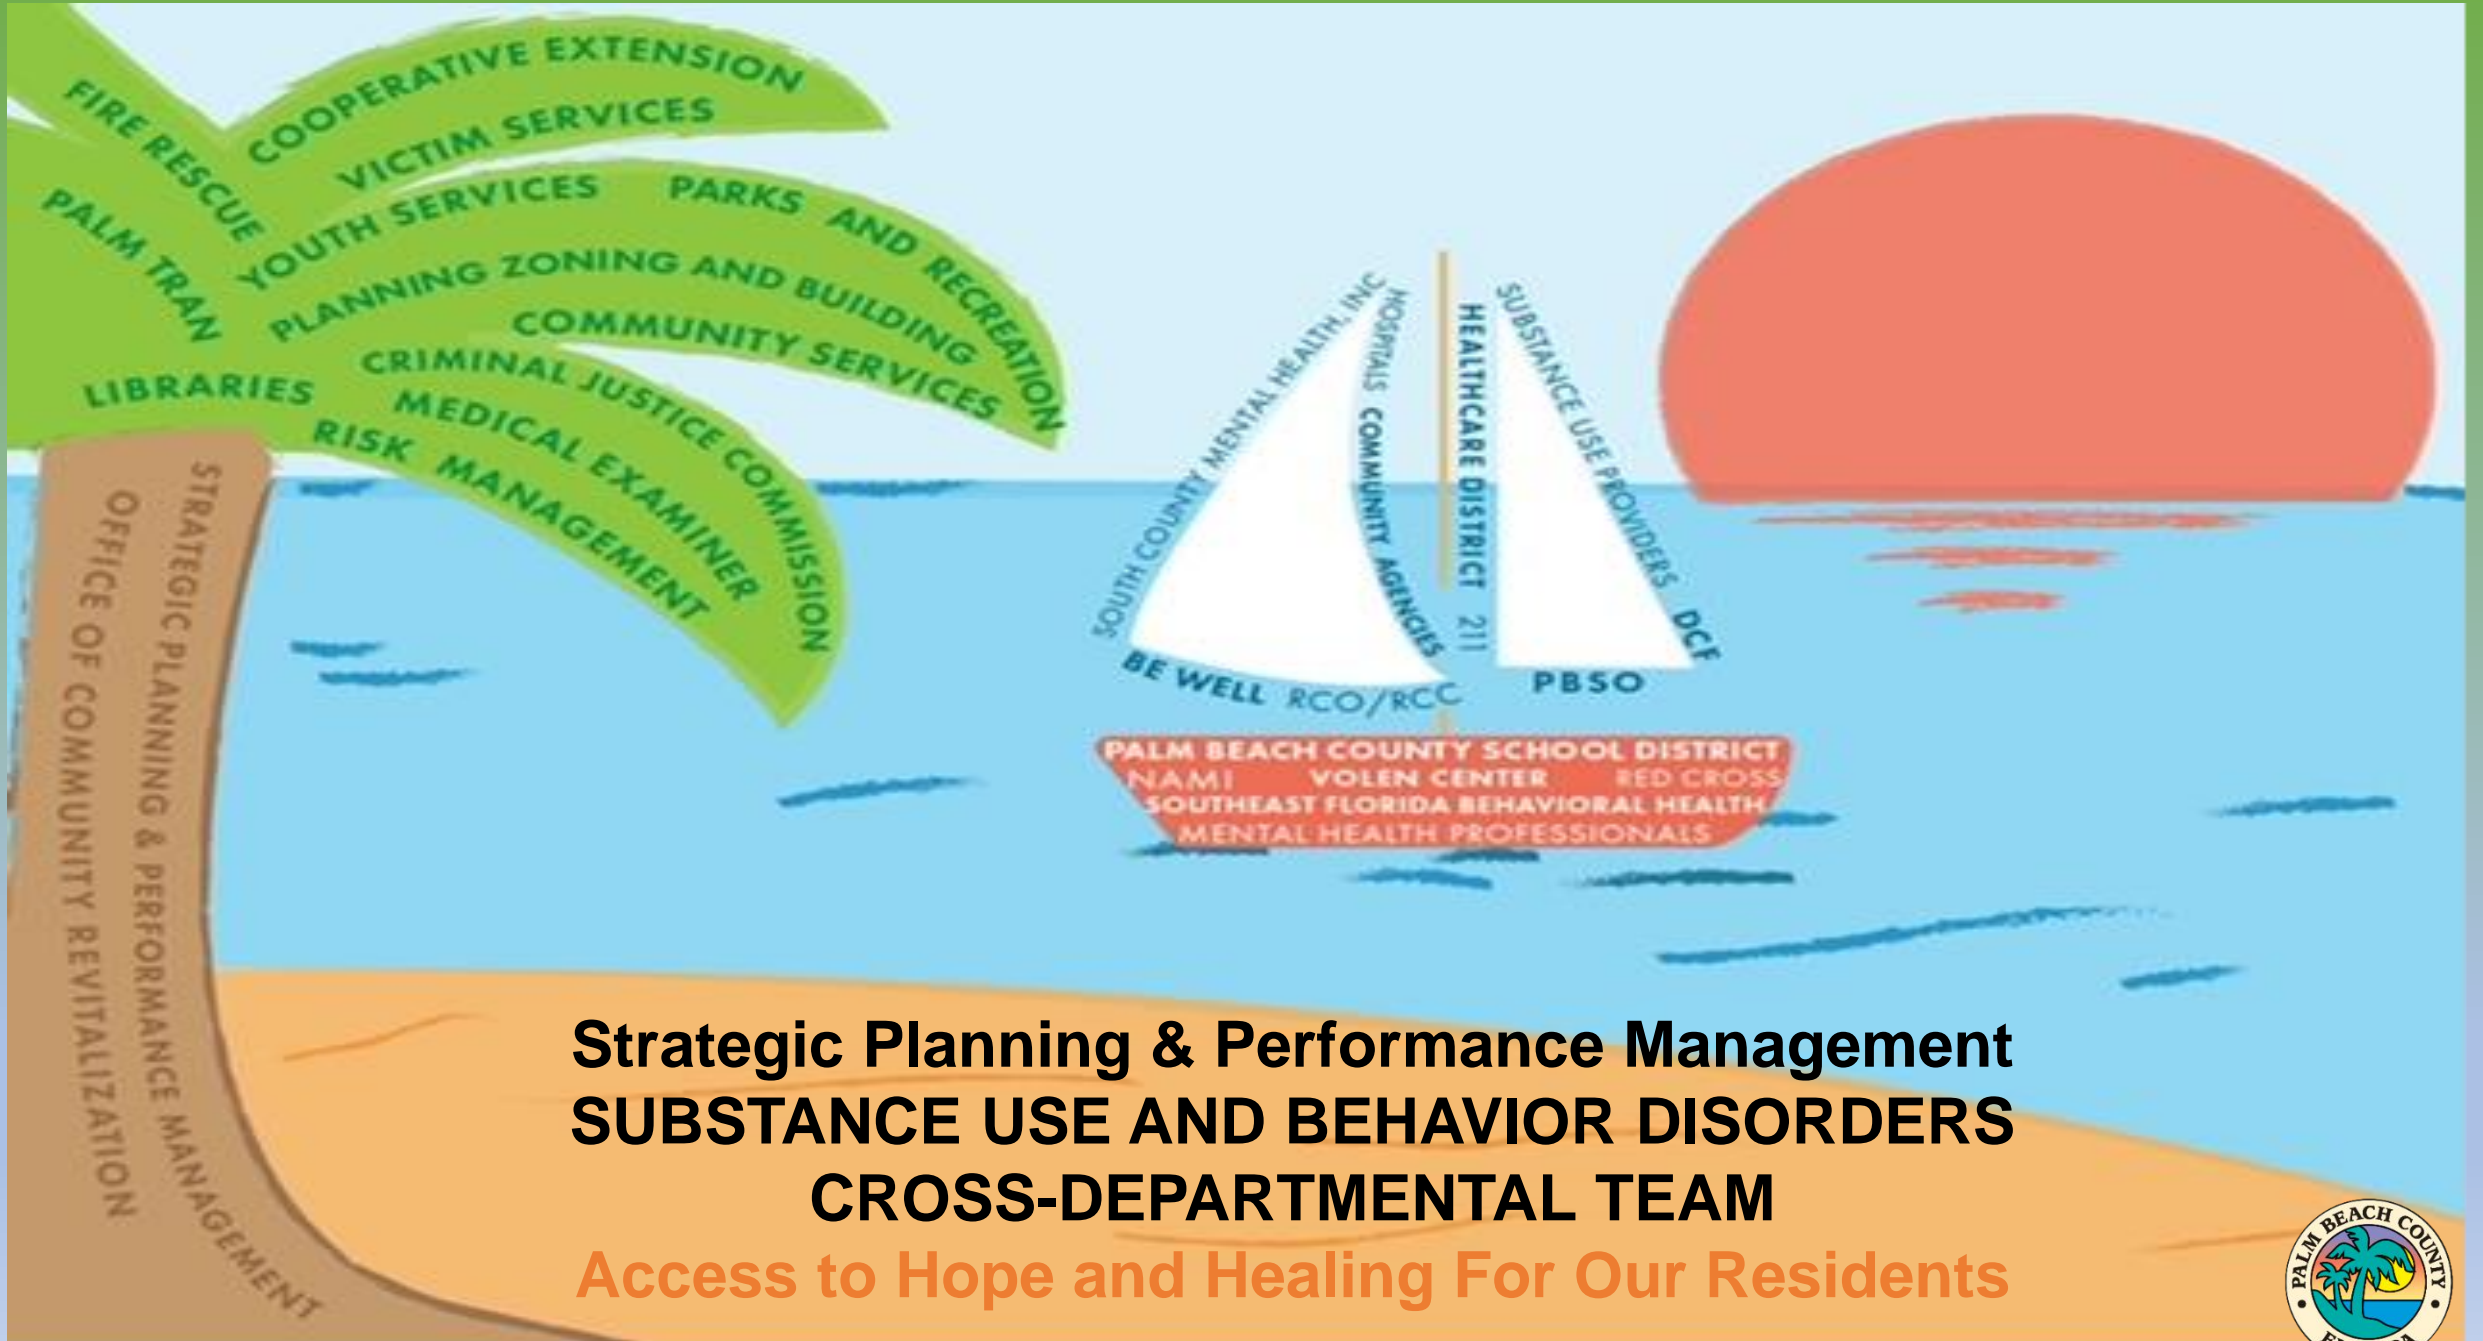 COOPERATIVE EXTENSION
FIRE RESCUE
VICTIM SERVICES
PALM TRAN
YOUTH SERVICES
PARKS AND RECREATION
PLANNING ZONING AND BUILDING
COMMUNITY SERVICES
CRIMINAL JUSTICE COMMISSION
LIBRARIES
MEDICAL EXAMINER
RISK MANAGEMENT
STRATEGIC PLANNING & PERFORMANCE MANAGEMENT
OFFICE OF COMMUNITY REVITALIZATION
SOUTH COUNTY MENTAL HEALTH, INC
HOSPITALS COMMUNITY AGENCIES
HEALTHCARE DISTRICT 211
SUBSTANCE USE PROVIDERS DCF
BE WELL RCO/RCC
PBSO
PALM BEACH COUNTY SCHOOL DISTRICT
NAMI VOLEN CENTER RED CROSS
SOUTHEAST FLORIDA BEHAVIORAL HEALTH
MENTAL HEALTH PROFESSIONALS
Strategic Planning & Performance Management
SUBSTANCE USE AND BEHAVIOR DISORDERS
CROSS-DEPARTMENTAL TEAM
Access to Hope and Healing For Our Residents
PALM BEACH COUNTY